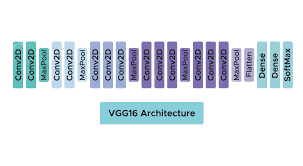 Conv2D
Conv2D
MaxPool
Conv2D
Conv2D
MaxPool
Conv2D
Conv2D
Conv2D
MaxPool
Conv2D
Conv2D
Conv2D
MaxPool
Conv2D
Conv2D
Conv2D
MaxPool
Flatten
Dense
Dense
SoftMax
VGG16 Architecture